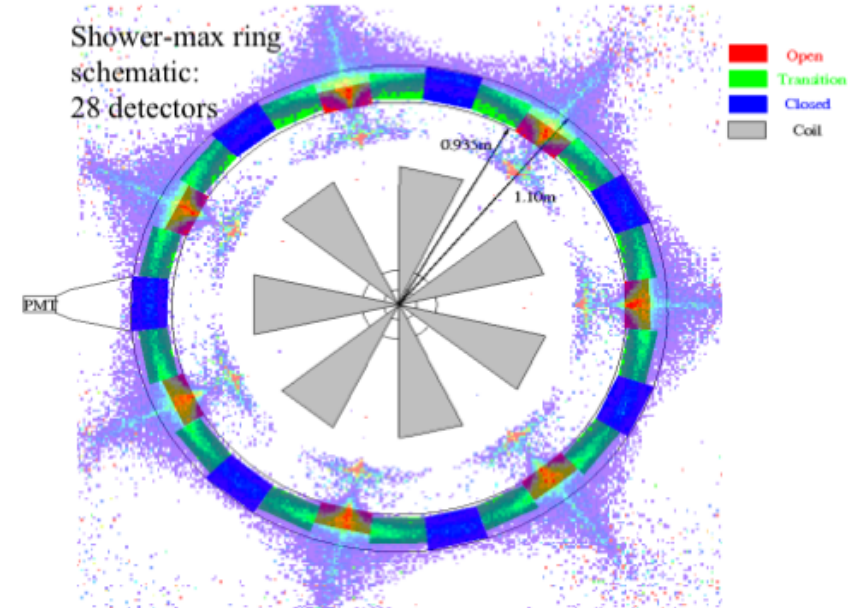 Shower-max ring
schematic:
28 detectors
Open
Transition
Closed
Coil
0.935m
1.10m
PMT